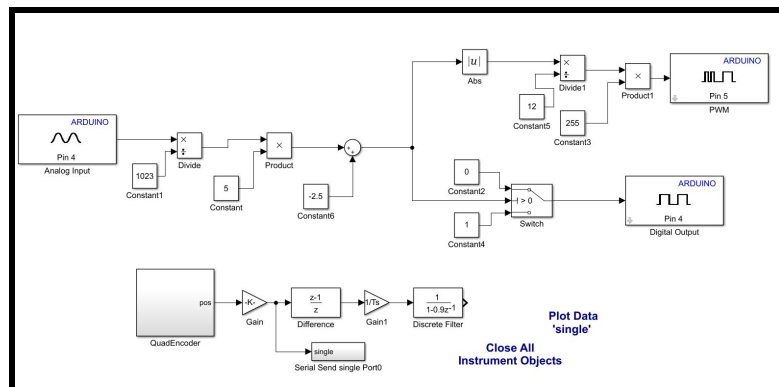 |u|
Abs
×
÷
Divide1
×
Product1
ARDUINO
Pin 5
PWM
12
Constant5
255
Constant3
ARDUINO
Pin 4
Analog Input
×
÷
Divide
1023
Constant1
×
Product
5
Constant
+
+
-2.5
Constant6
0
Constant2
> 0
Switch
1
Constant4
ARDUINO
Pin 4
Digital Output
pos
QuadEncoder
-K-
Gain
z-1
z
Difference
1/Ts
Gain1
1
1-0.9z-1
Discrete Filter
single
Serial Send single Port0
Plot Data
'single'
Close All
Instrument Objects